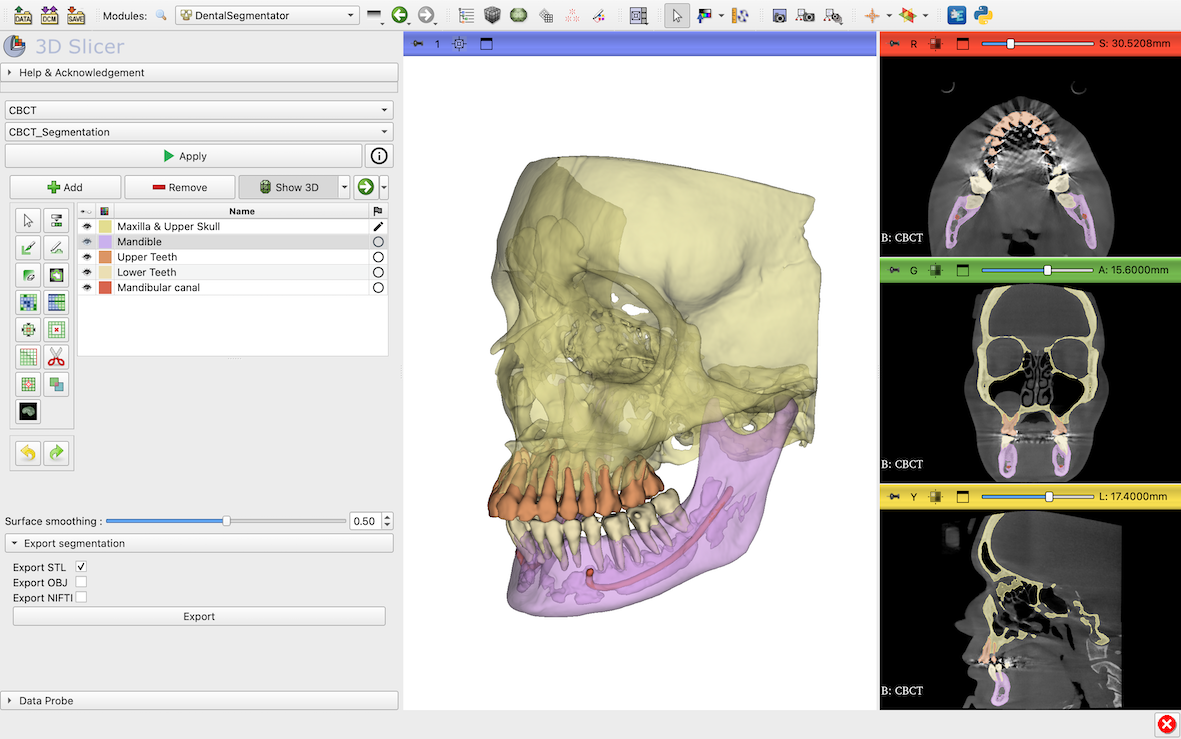 DATA DCM SAVE Modules: DentalSegmentator
3D Slicer
Help & Acknowledgement
CBCT
CBCT_Segmentation
Apply
Add Remove Show 3D
Name
Maxilla & Upper Skull
Mandible
Upper Teeth
Lower Teeth
Mandibular canal
Surface smoothing : 0.50
Export segmentation
Export STL
Export OBJ
Export NIFTI
Export
Data Probe
1
R S: 30.5208mm
B: CBCT
G A: 15.6000mm
B: CBCT
Y L: 17.4000mm
B: CBCT